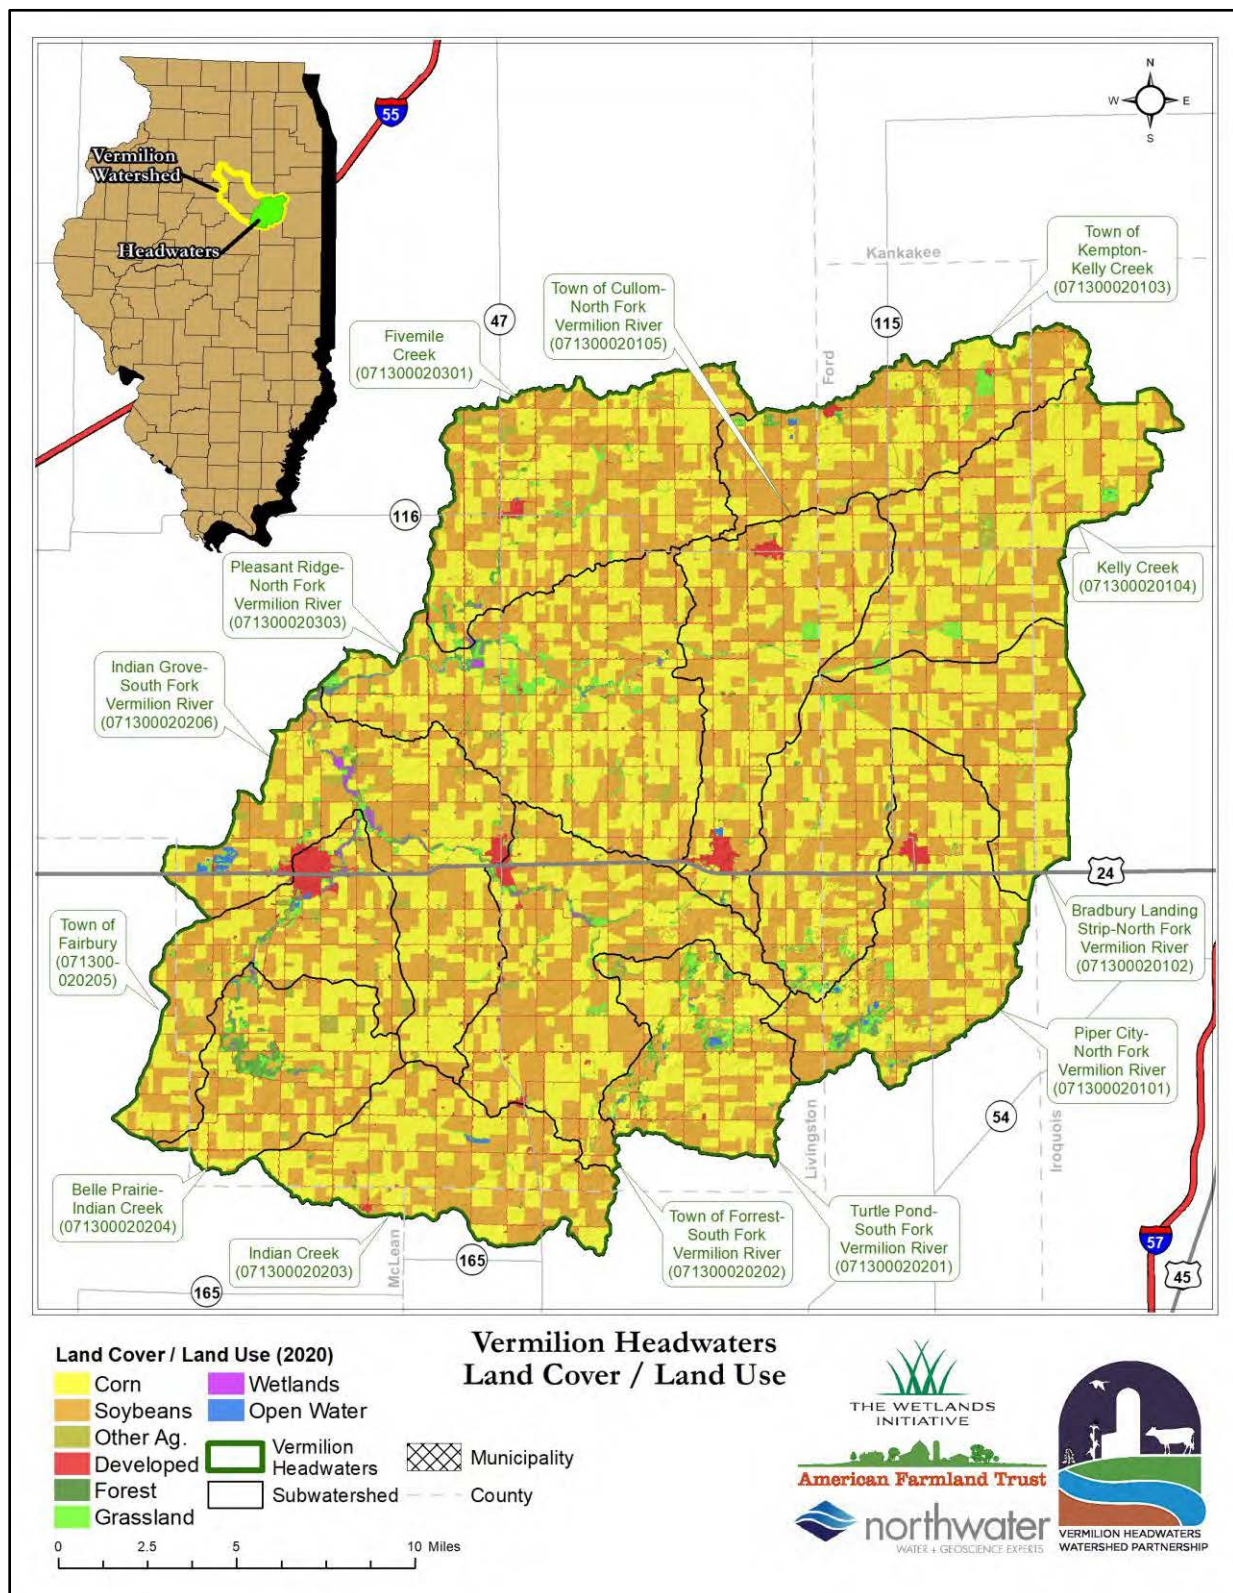 55
Vermilion
Watershed
Headwaters
N
W
E
S
Kankakee
Town of
Kempton-
Kelly Creek
(071300020103)
Town of Cullom-
North Fork
Vermilion River
(071300020105)
47
115
Fivemile
Creek
(071300020301)
Ford
116
Pleasant Ridge-
North Fork
Vermilion River
(071300020303)
Kelly Creek
(071300020104)
Indian Grove-
South Fork
Vermilion River
(071300020206)
24
Town of
Fairbury
(071300-
020205)
Bradbury Landing
Strip-North Fork
Vermilion River
(071300020102)
Piper City-
North Fork
Vermilion River
(071300020101)
54
Livingston
Iroquois
Belle Prairie-
Indian Creek
(071300020204)
Indian Creek
(071300020203)
McLean
165
165
Town of Forrest-
South Fork
Vermilion River
(071300020202)
Turtle Pond-
South Fork
Vermilion River
(071300020201)
57
45
Vermilion Headwaters
Land Cover / Land Use
Land Cover / Land Use (2020)
Corn
Soybeans
Other Ag.
Developed
Forest
Grassland
Wetlands
Open Water
Vermilion
Headwaters
Subwatershed
Municipality
County
0 2.5 5 10 Miles
THE WETLANDS
INITIATIVE
American Farmland Trust
northwater
WATER + GEOSCIENCE EXPERTS
VERMILION HEADWATERS
WATERSHED PARTNERSHIP